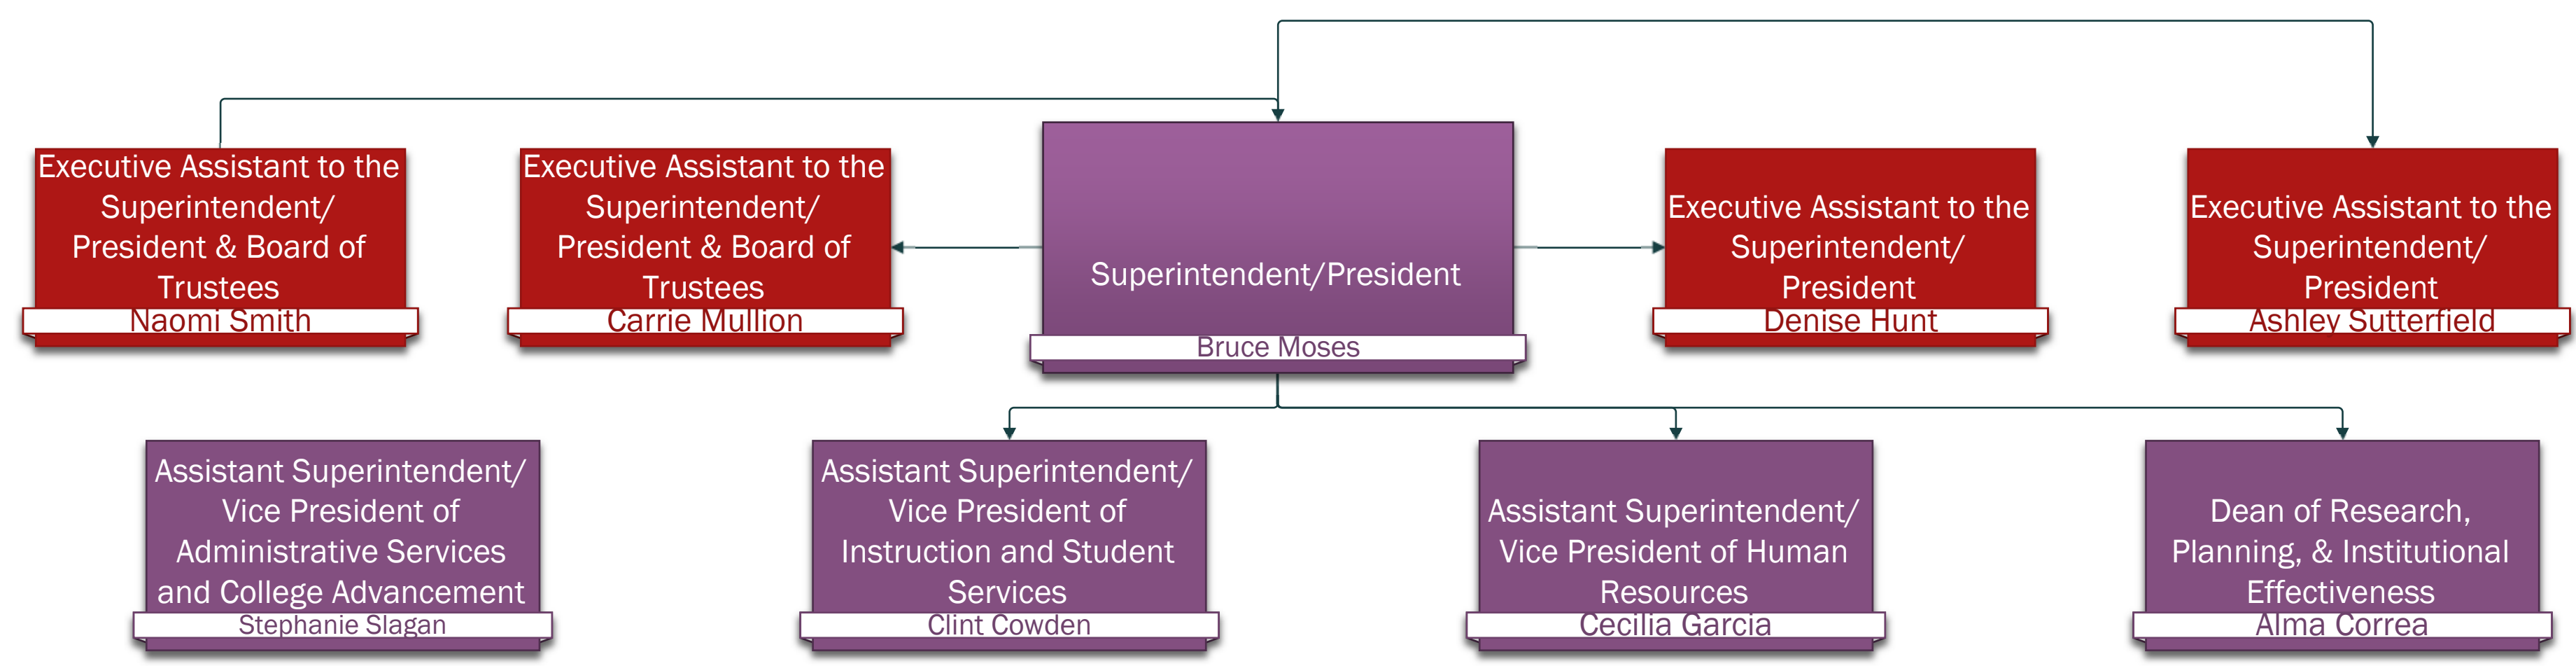 Executive Assistant to the
Superintendent/
President & Board of
Trustees
Naomi Smith
Executive Assistant to the
Superintendent/
President & Board of
Trustees
Carrie Mullion
Superintendent/President
Bruce Moses
Executive Assistant to the
Superintendent/
President
Denise Hunt
Executive Assistant to the
Superintendent/
President
Ashley Sutterfield
Assistant Superintendent/
Vice President of
Administrative Services
and College Advancement
Stephanie Slagan
Assistant Superintendent/
Vice President of
Instruction and Student
Services
Clint Cowden
Assistant Superintendent/
Vice President of Human
Resources
Cecilia Garcia
Dean of Research,
Planning, & Institutional
Effectiveness
Alma Correa